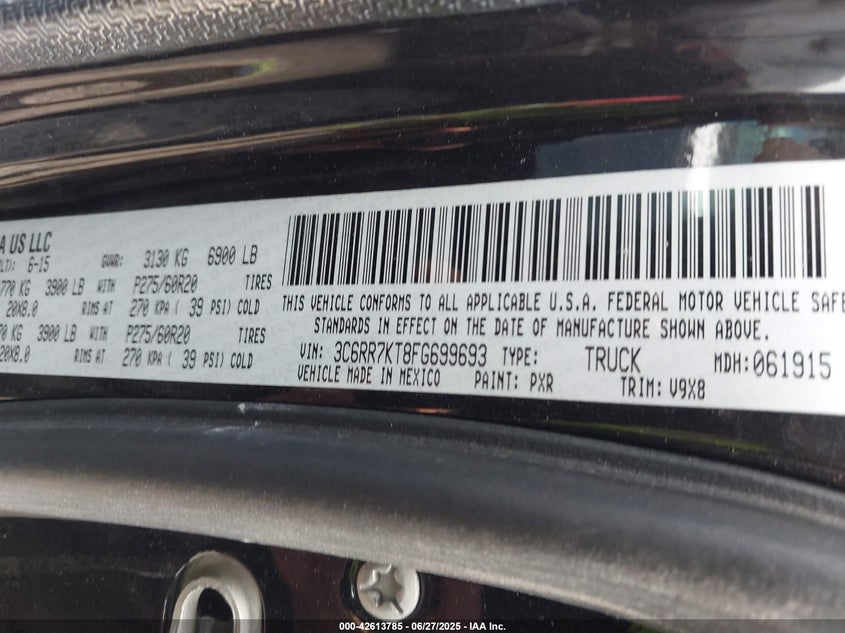 A US LLC
LT): 6-15 GVWR: 3130 KG 6900 LB
770 KG 3900 LB WITH P275/60R20 TIRES
20X8.0 RIMS AT 270 KPA ( 39 PSI) COLD
70 KG 3900 LB WITH P275/60R20 TIRES
20X8.0 RIMS AT 270 KPA ( 39 PSI) COLD
THIS VEHICLE CONFORMS TO ALL APPLICABLE U.S.A. FEDERAL MOTOR VEHICLE SAFE
STANDARDS IN EFFECT ON THE DATE OF MANUFACTURE SHOWN ABOVE.
VIN: 3C6RR7KT8FG699693 TYPE: TRUCK MDH: 061915
VEHICLE MADE IN MEXICO PAINT: PXR TRIM: V9X8
000-42613785 - 06/27/2025 - IAA Inc.